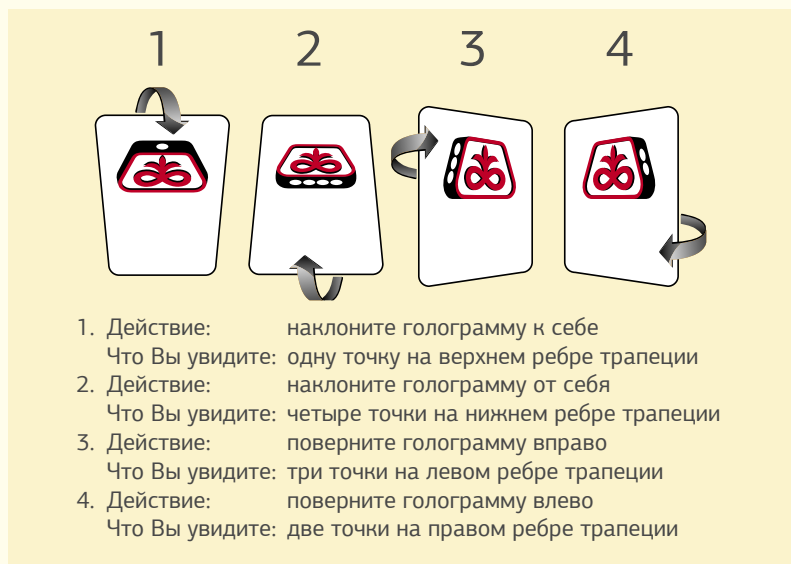 1 2 3 4
1. Действие: наклоните голограмму к себе
Что Вы увидите: одну точку на верхнем ребре трапеции
2. Действие: наклоните голограмму от себя
Что Вы увидите: четыре точки на нижнем ребре трапеции
3. Действие: поверните голограмму вправо
Что Вы увидите: три точки на левом ребре трапеции
4. Действие: поверните голограмму влево
Что Вы увидите: две точки на правом ребре трапеции